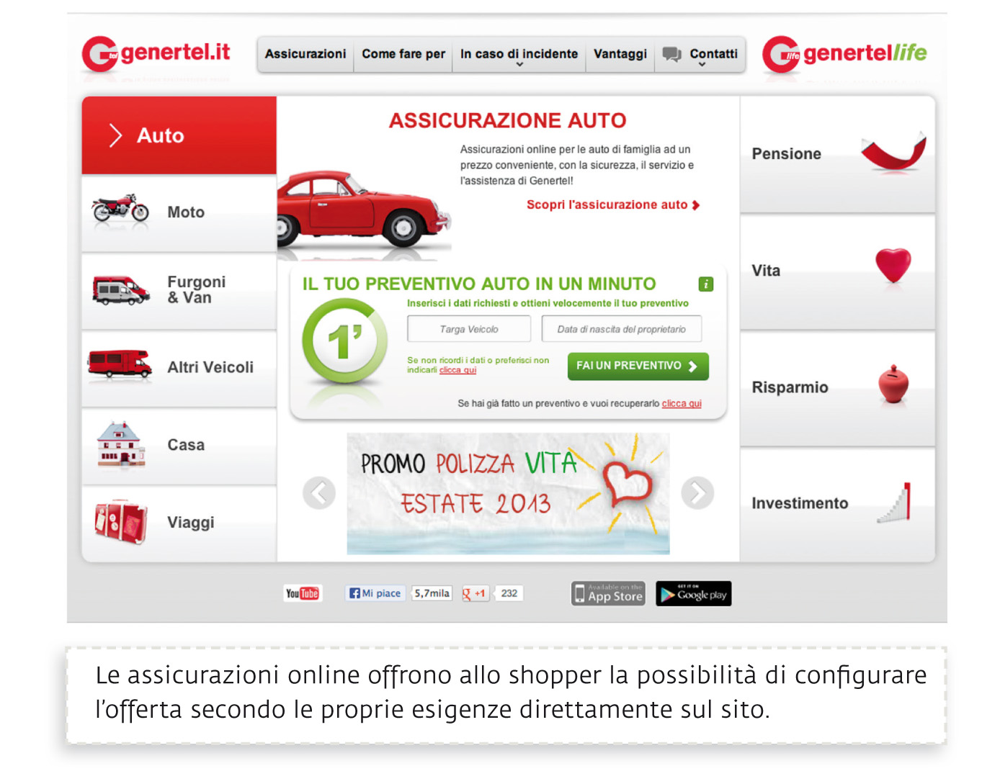 genertel.it
Assicurazioni
Come fare per
In caso di incidente
Vantaggi
Contatti
genertellife
Auto
Moto
Furgoni
& Van
Altri Veicoli
Casa
Viaggi
ASSICURAZIONE AUTO
Assicurazioni online per le auto di famiglia ad un
prezzo conveniente, con la sicurezza, il servizio e
l'assistenza di Genertel!
Scopri l'assicurazione auto
IL TUO PREVENTIVO AUTO IN UN MINUTO
i
Inserisci i dati richiesti e ottieni velocemente il tuo preventivo
1'
Targa Veicolo
Data di nascita del proprietario
Se non ricordi i dati o preferisci non
indicarli clicca qui
FAI UN PREVENTIVO
Se hai già fatto un preventivo e vuoi recuperarlo clicca qui
PROMO POLIZZA VITA
ESTATE 2013
Pensione
Vita
Risparmio
Investimento
YouTube
Mi piace
5,7mila
g +1
232
Available on the
App Store
GET IT ON
Google play
Le assicurazioni online offrono allo shopper la possibilità di configurare
l'offerta secondo le proprie esigenze direttamente sul sito.